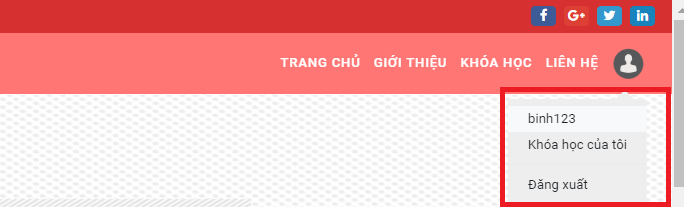 TRANG CHỦ GIỚI THIỆU KHÓA HỌC LIÊN HỆ
binh123
Khóa học của tôi
Đăng xuất